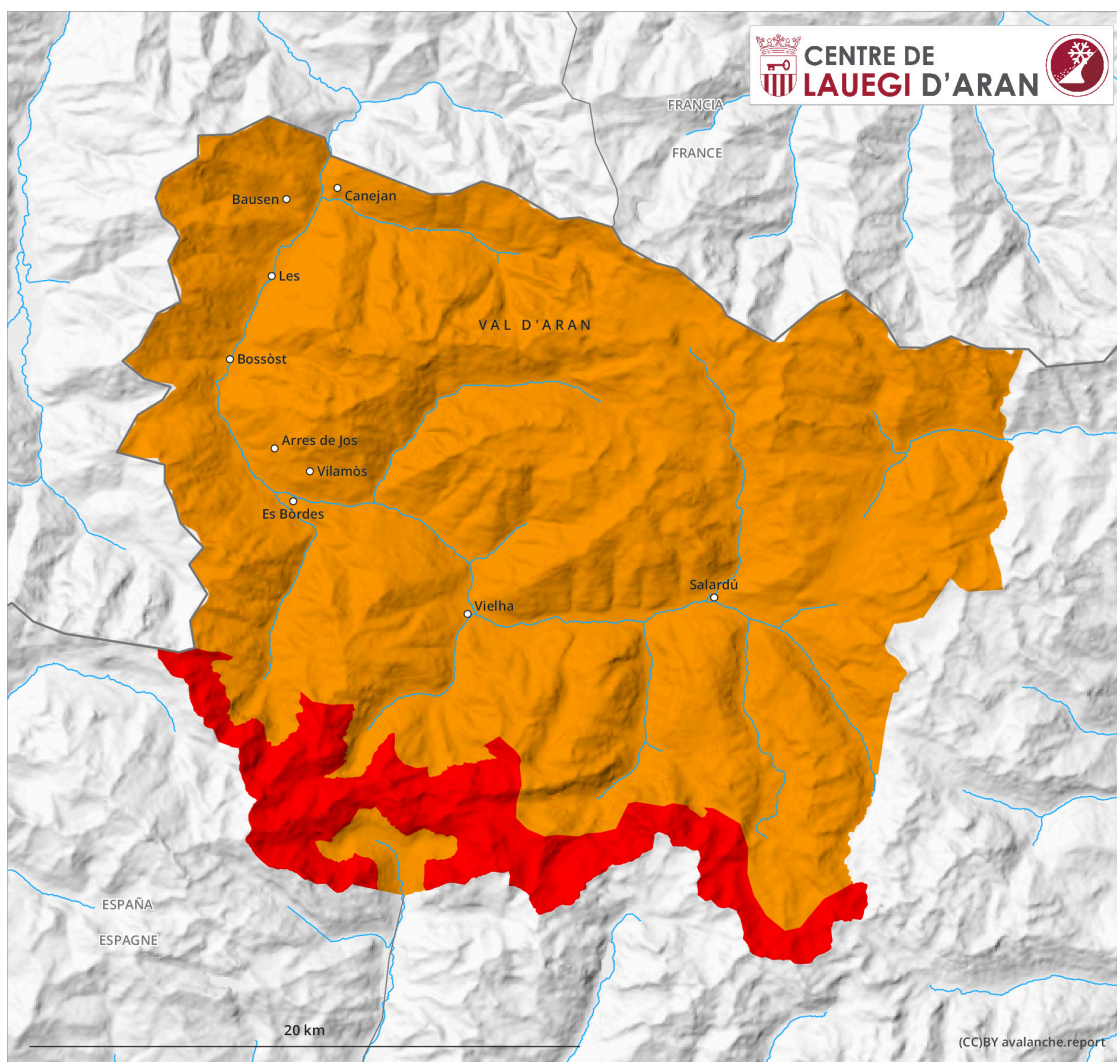 CENTRE DE
LAUEGI D'ARAN
FRANCIA
FRANCE
Bausen
Canejan
Les
VAL D'ARAN
Bossòst
Arres de Jos
Vilamòs
Es Bòrdes
Salardú
Vielha
ESPAÑA
ESPAGNE
20 km
(CC)BY avalanche.report